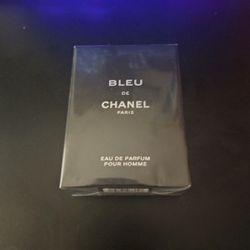 BLEU
DE
CHANEL
PARIS
EAU DE PARFUM
POUR HOMME